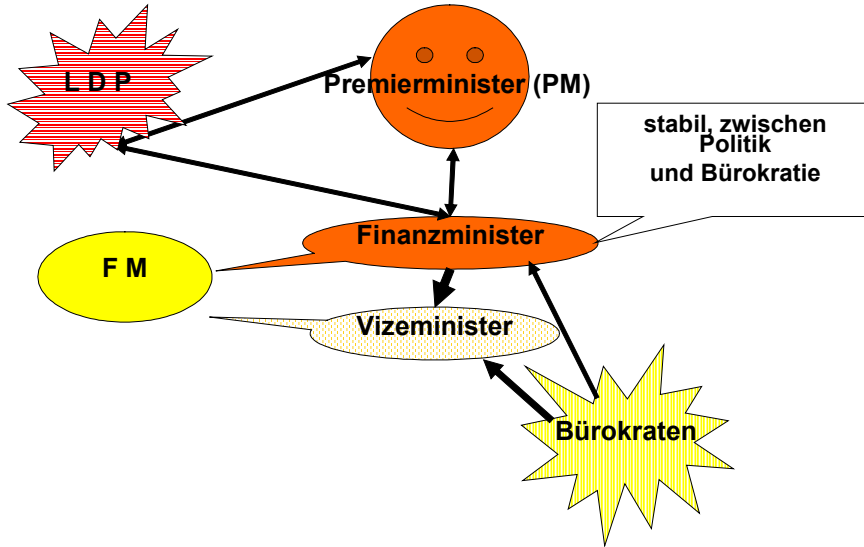 L D P
Premierminister (PM)
stabil, zwischen
Politik
und Bürokratie
Finanzminister
F M
Vizeminister
Bürokraten